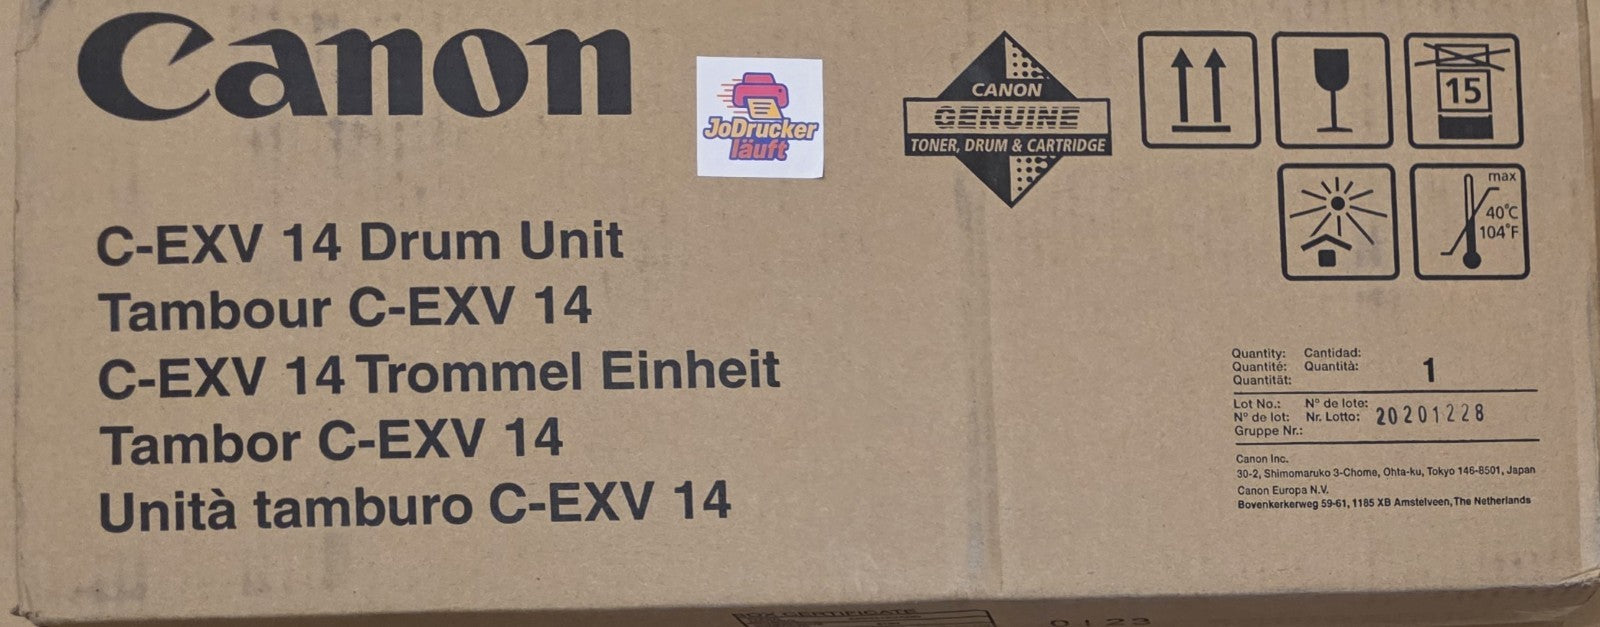 Canon
JoDrucker
läuft
CANON
GENUINE
TONER, DRUM & CARTRIDGE
15
max
40°C
104°F
C-EXV 14 Drum Unit
Tambour C-EXV 14
C-EXV 14 Trommel Einheit
Tambor C-EXV 14
Unità tamburo C-EXV 14
Quantity: Cantidad:
Quantité: Quantità:
Quantität:
1
Lot No.: N° de lote:
N° de lot: Nr. Lotto: 20201228
Gruppe Nr.:
Canon Inc.
30-2, Shimomaruko 3-Chome, Ohta-ku, Tokyo 146-8501, Japan
Canon Europa N.V.
Bovenkerkerweg 59-61, 1185 XB Amstelveen, The Netherlands
BOX CERTIFICATE